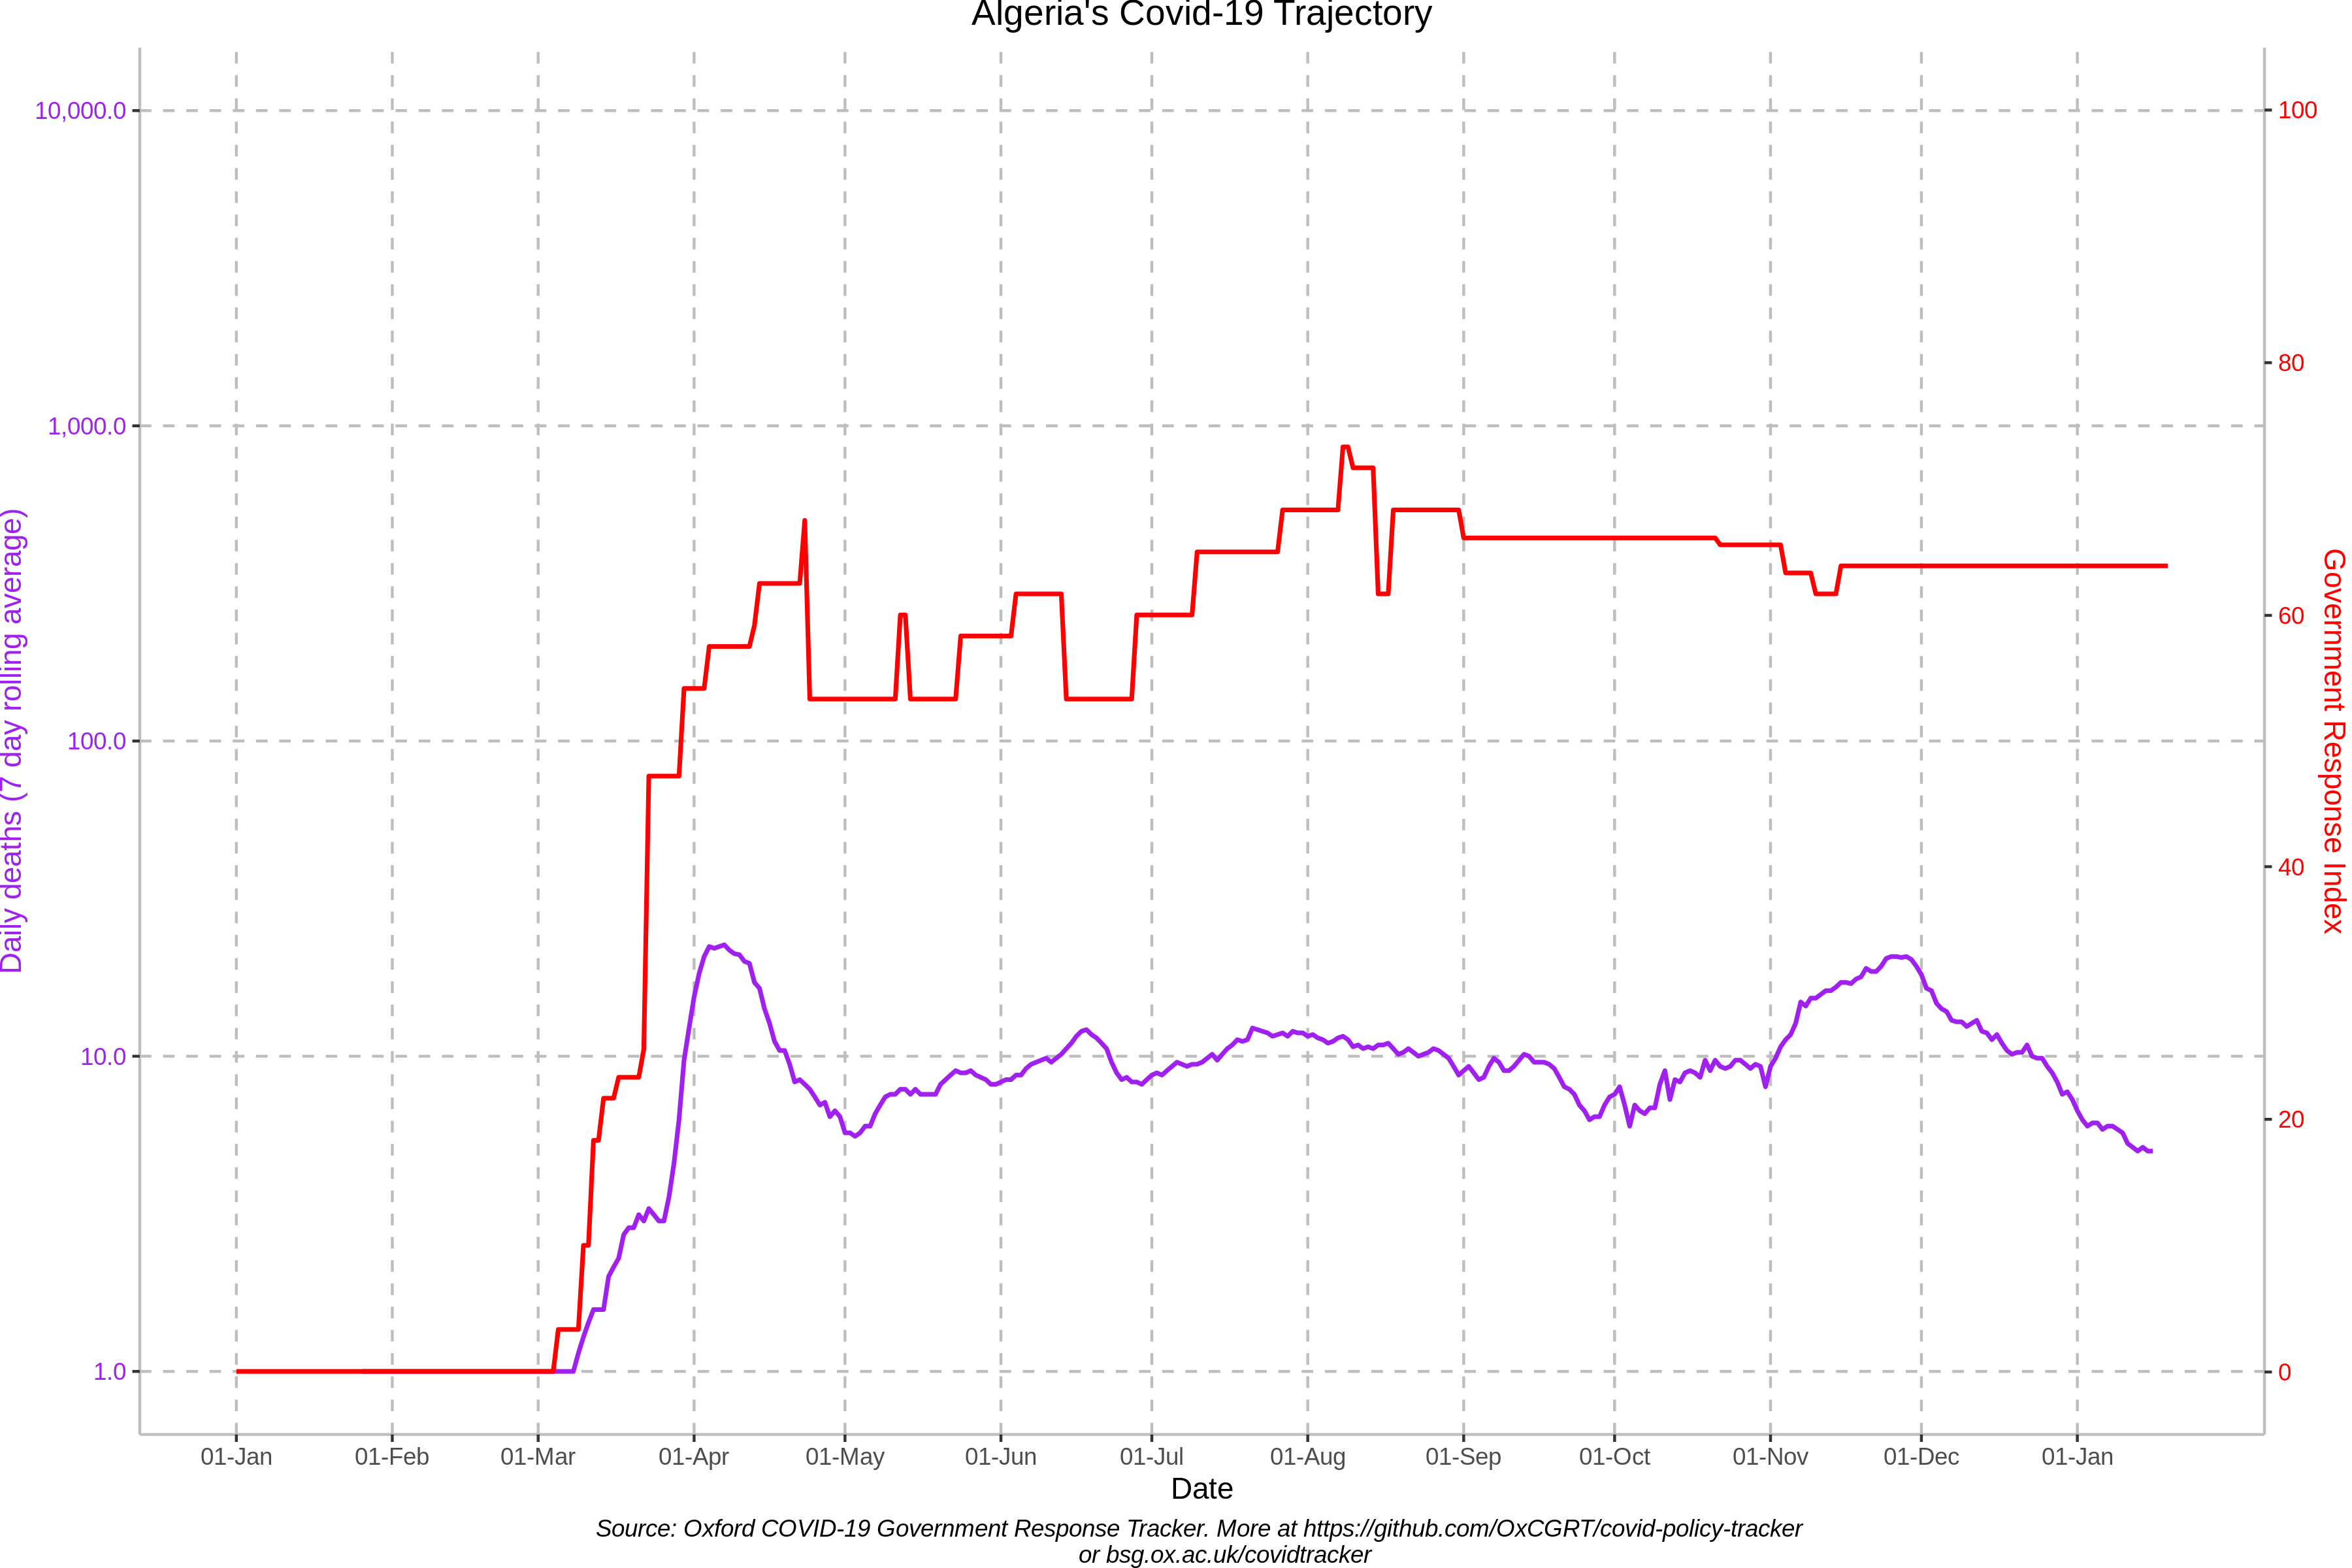 Algeria's Covid-19 Trajectory
10,000.0
1,000.0
100.0
10.0
1.0
Daily deaths (7 day rolling average)
100
80
60
40
20
0
Government Response Index
01-Jan 01-Feb 01-Mar 01-Apr 01-May 01-Jun 01-Jul 01-Aug 01-Sep 01-Oct 01-Nov 01-Dec 01-Jan
Date
Source: Oxford COVID-19 Government Response Tracker. More at https://github.com/OxCGRT/covid-policy-tracker
or bsg.ox.ac.uk/covidtracker